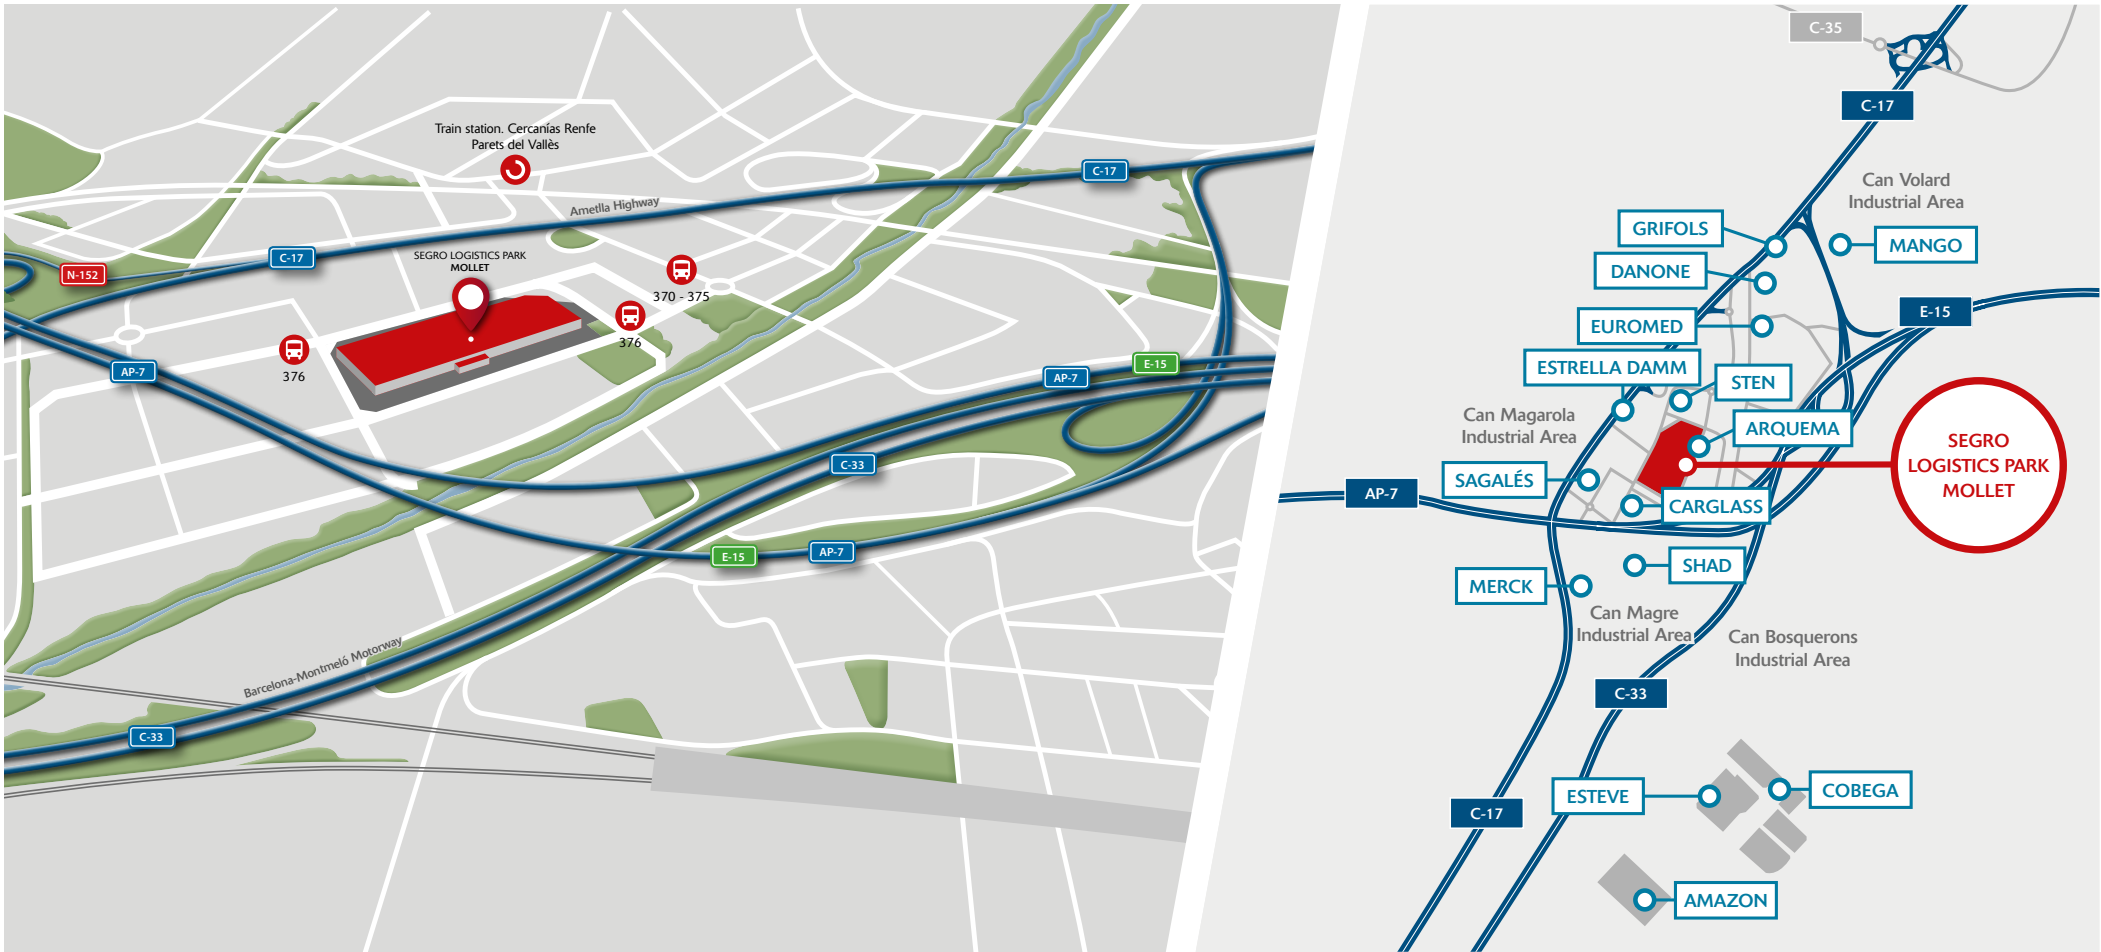 Train station. Cercanías Renfe
Parets del Vallès
C-17
Ametlla Highway
C-17
SEGRO LOGISTICS PARK
MOLLET
N-152
370 - 375
376
376
AP-7
E-15
AP-7
C-33
E-15
AP-7
Barcelona-Montmeló Motorway
C-33
C-35
C-17
Can Volard
Industrial Area
GRIFOLS
MANGO
DANONE
E-15
EUROMED
ESTRELLA DAMM
STEN
Can Magarola
Industrial Area
ARQUEMA
SEGRO
LOGISTICS PARK
MOLLET
SAGALÉS
AP-7
CARGLASS
SHAD
MERCK
Can Magre
Industrial Area
Can Bosquerons
Industrial Area
C-33
ESTEVE
COBEGA
C-17
AMAZON